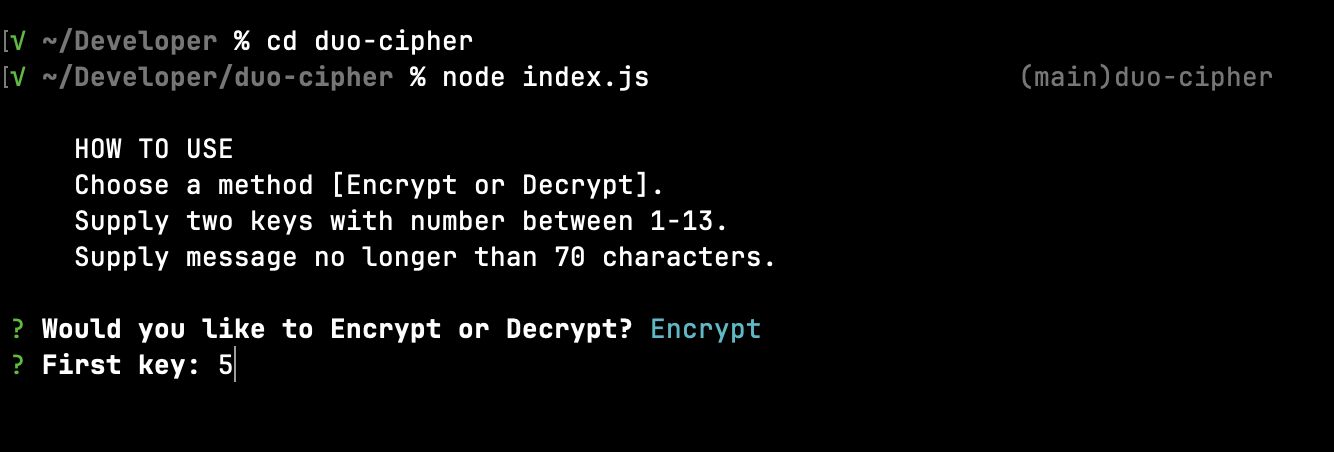 [√ ~/Developer % cd duo-cipher
[√ ~/Developer/duo-cipher % node index.js (main)duo-cipher
HOW TO USE
Choose a method [Encrypt or Decrypt].
Supply two keys with number between 1-13.
Supply message no longer than 70 characters.
? Would you like to Encrypt or Decrypt? Encrypt
? First key: 5